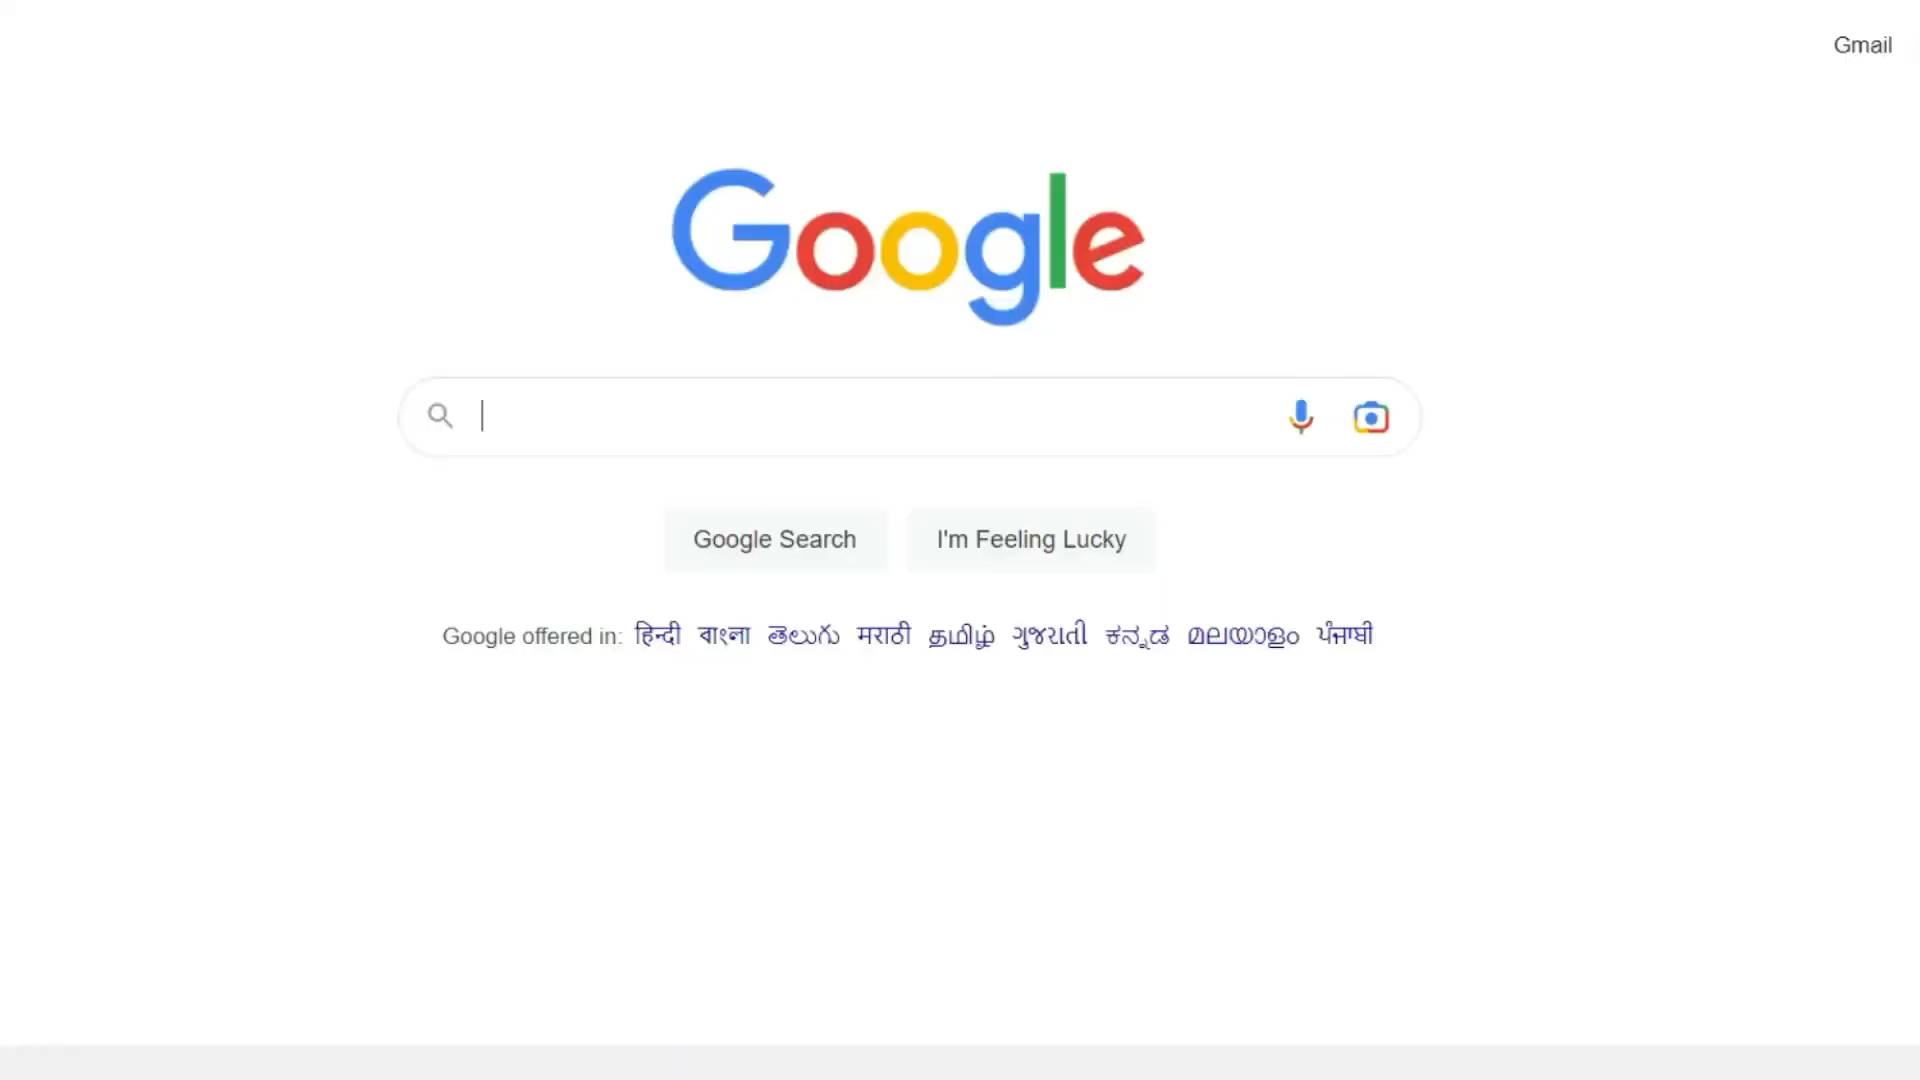 Gmail
Google
Google Search
I'm Feeling Lucky
Google offered in: हिन्दी বাংলা తెలుగు मराठी தமிழ் ગુજરાતી ಕನ್ನಡ മലയാളം ਪੰਜਾਬੀ